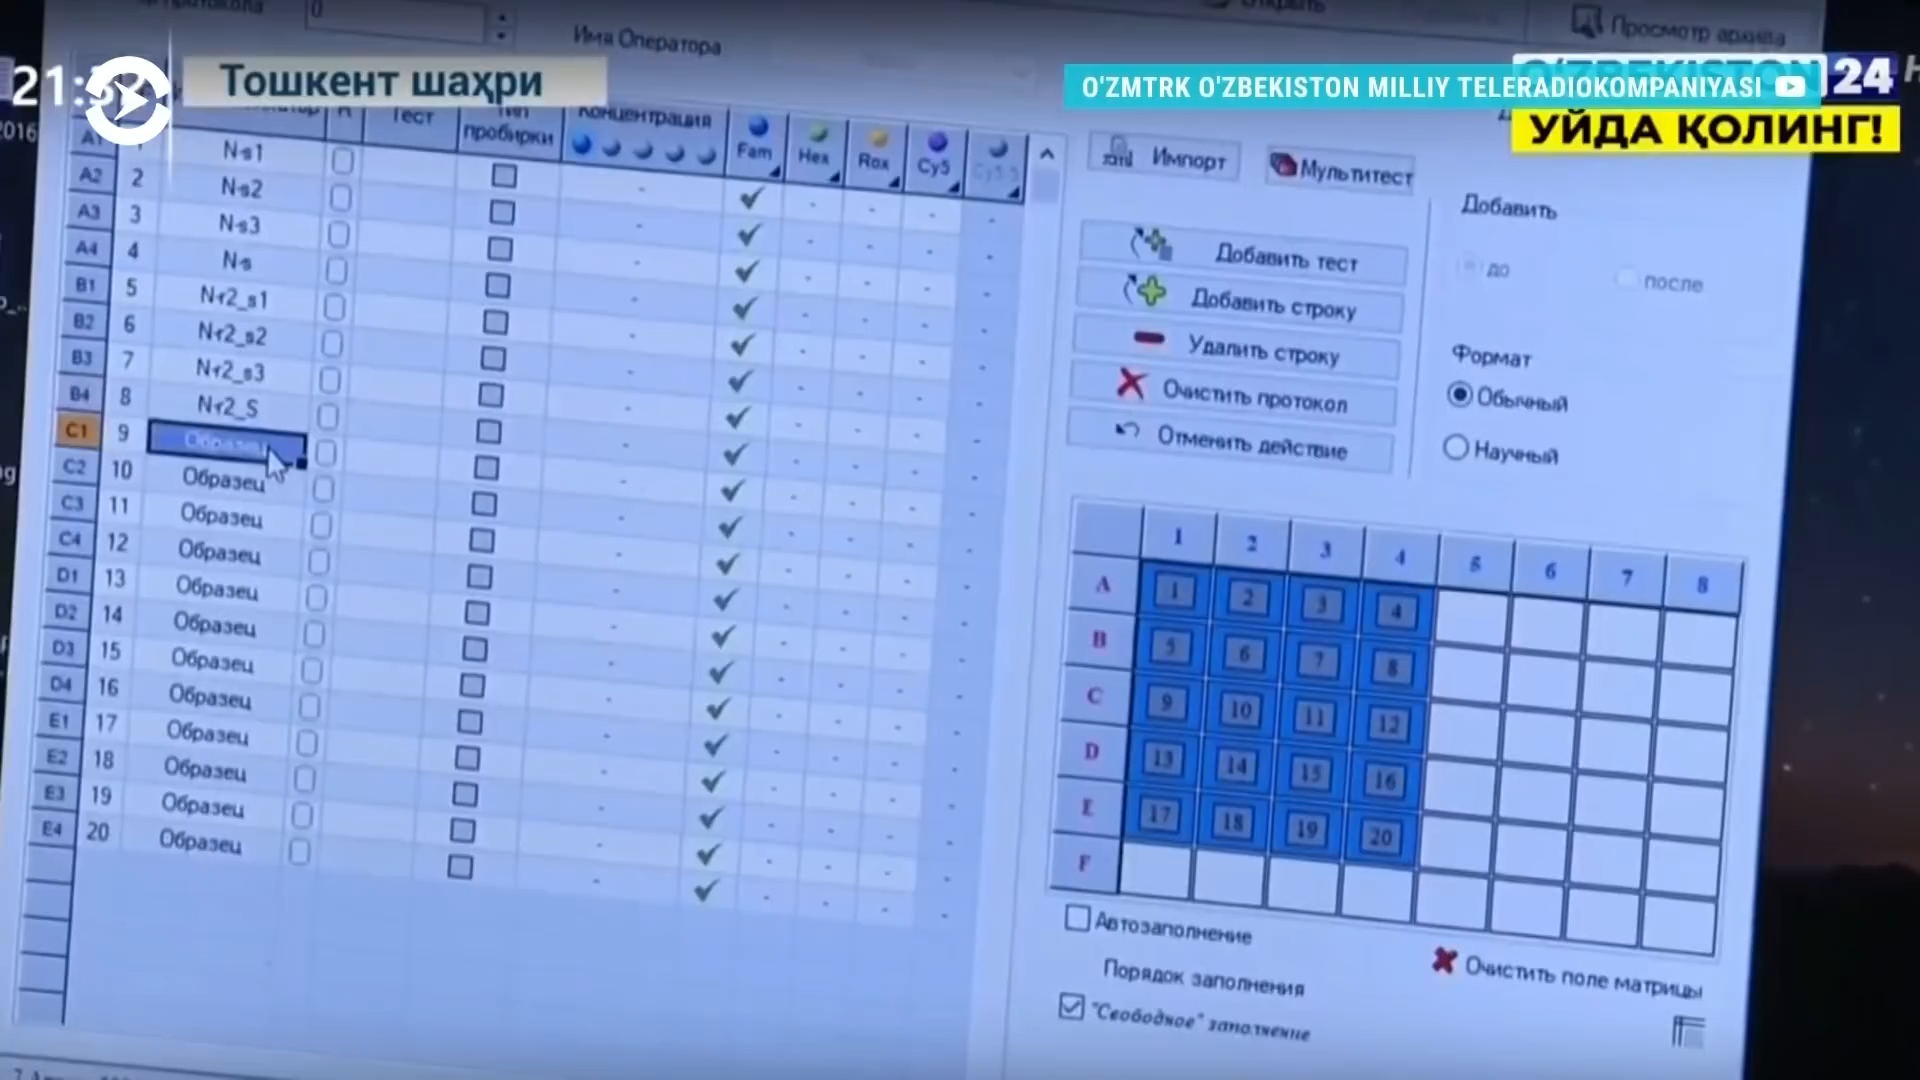 0
Имя Оператора
Открыть
Просмотр архива
21:3
Тошкент шаҳри
O'ZMTRK O'ZBEKISTON MILLIY TELERADIOKOMPANIYASI
24
УЙДА ҚОЛИНГ!
2016
Тест
Тип пробирки
Концентрация
Fam
Hex
Rox
Cy5
Cy5.5
A1 N-s1
A2 2 N-s2
A3 3 N-s3
A4 4 N-s
B1 5 N-r2_s1
B2 6 N-r2_s2
B3 7 N-r2_s3
B4 8 N-r2_S
C1 9 Образец
C2 10 Образец
C3 11 Образец
C4 12 Образец
D1 13 Образец
D2 14 Образец
D3 15 Образец
D4 16 Образец
E1 17 Образец
E2 18 Образец
E3 19 Образец
E4 20 Образец
Импорт
Мультитест
Добавить тест
Добавить строку
Удалить строку
Очистить протокол
Отменить действие
Добавить
до
после
Формат
Обычный
Научный
1 2 3 4 5 6 7 8
A 1 2 3 4
B 5 6 7 8
C 9 10 11 12
D 13 14 15 16
E 17 18 19 20
F
Автозаполнение
Порядок заполнения
"Свободное" заполнение
Очистить поле матрицы